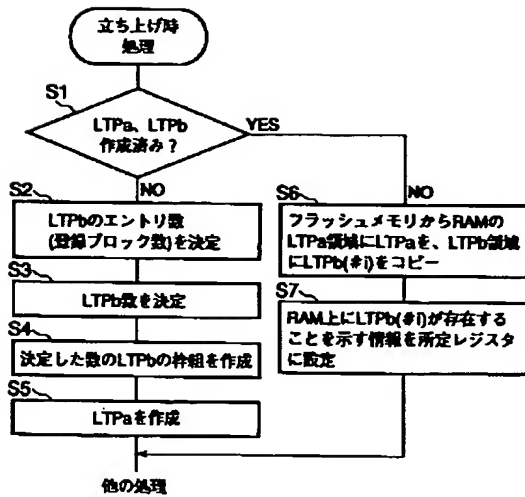 立ち上げ時
処理
S1
LTPa、LTPb
作成済み？
YES
NO
S2
LTPbのエントリ数
(登録ブロック数)を決定
S3
LTPb数を決定
S4
決定した数のLTPbの枠組を作成
S5
LTPaを作成
NO
S6
フラッシュメモリからRAMの
LTPa領域にLTPaを、LTPb領域
にLTPb(#i)をコピー
S7
RAM上にLTPb(#i)が存在する
ことを示す情報を所定レジスタ
に設定
他の処理